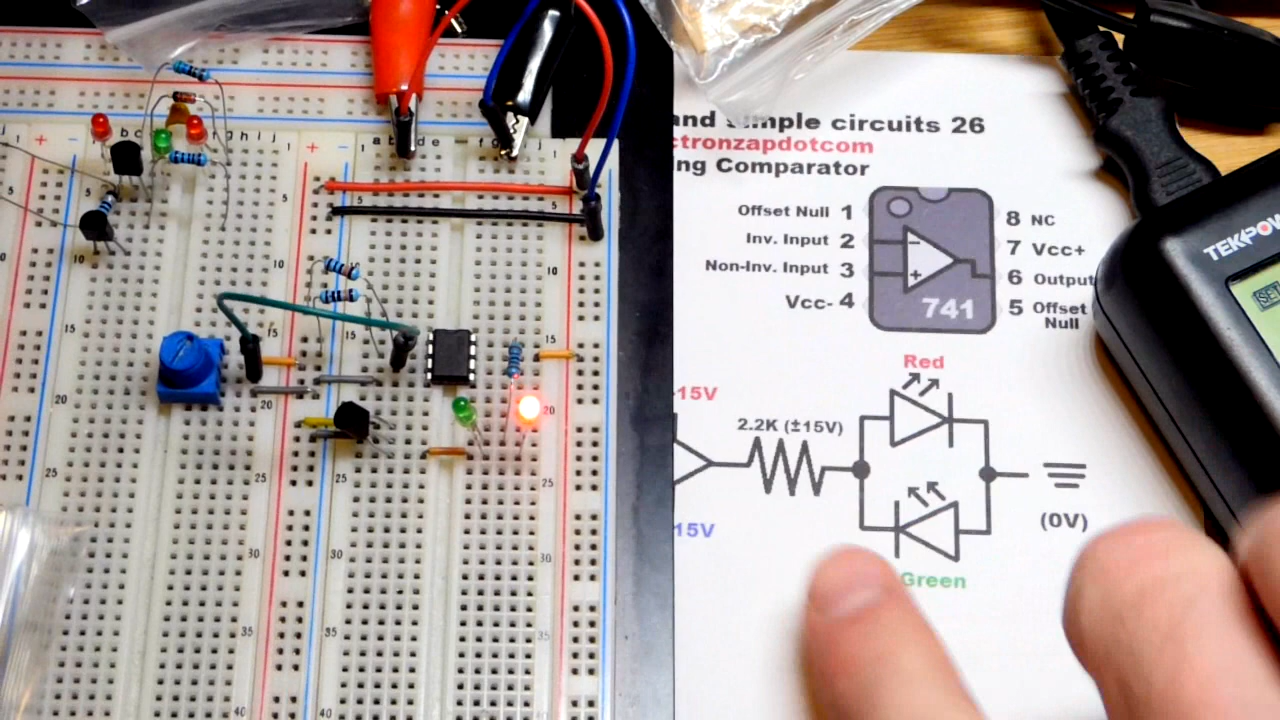 and simple circuits 26
ctronzapdotcom
ng Comparator
Offset Null 1
Inv. Input 2
Non-Inv. Input 3
Vcc- 4
8 NC
7 Vcc+
6 Output
5 Offset
Null
741
Red
15V
2.2K (±15V)
15V
(0V)
Green
TEKPOW
SET